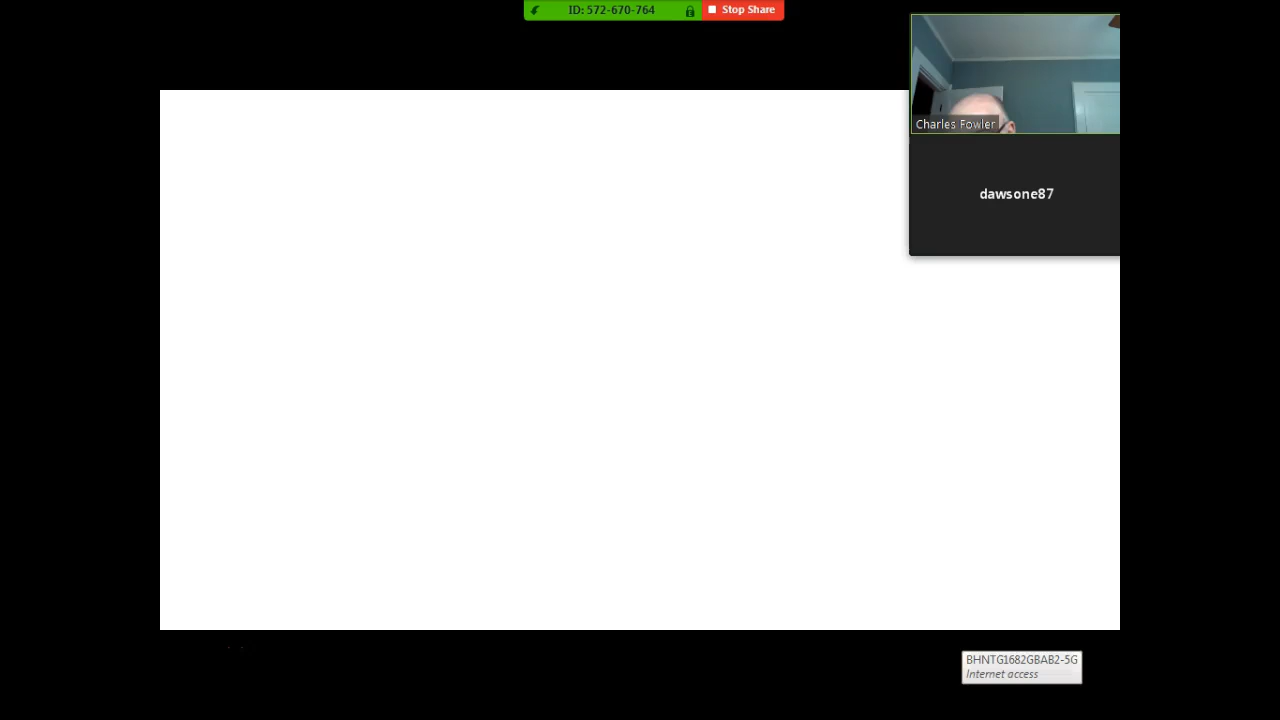 ID: 572-670-764
Stop Share
Charles Fowler
dawsone87
BHNTG1682GBAB2-5G
Internet access